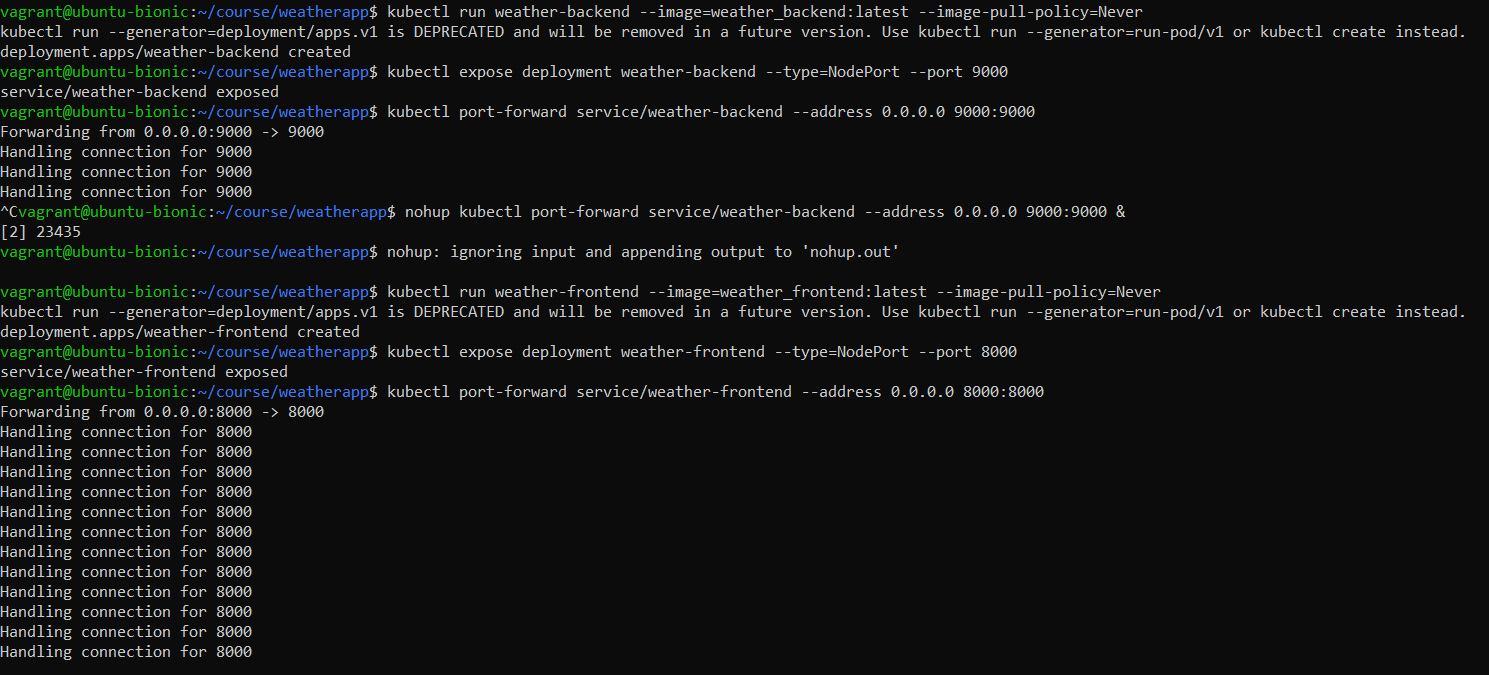 vagrant@ubuntu-bionic:~/course/weatherapp$ kubectl run weather-backend --image=weather_backend:latest --image-pull-policy=Never
kubectl run --generator=deployment/apps.v1 is DEPRECATED and will be removed in a future version. Use kubectl run --generator=run-pod/v1 or kubectl create instead.
deployment.apps/weather-backend created
vagrant@ubuntu-bionic:~/course/weatherapp$ kubectl expose deployment weather-backend --type=NodePort --port 9000
service/weather-backend exposed
vagrant@ubuntu-bionic:~/course/weatherapp$ kubectl port-forward service/weather-backend --address 0.0.0.0 9000:9000
Forwarding from 0.0.0.0:9000 -> 9000
Handling connection for 9000
Handling connection for 9000
Handling connection for 9000
^Cvagrant@ubuntu-bionic:~/course/weatherapp$ nohup kubectl port-forward service/weather-backend --address 0.0.0.0 9000:9000 &
[2] 23435
vagrant@ubuntu-bionic:~/course/weatherapp$ nohup: ignoring input and appending output to 'nohup.out'
vagrant@ubuntu-bionic:~/course/weatherapp$ kubectl run weather-frontend --image=weather_frontend:latest --image-pull-policy=Never
kubectl run --generator=deployment/apps.v1 is DEPRECATED and will be removed in a future version. Use kubectl run --generator=run-pod/v1 or kubectl create instead.
deployment.apps/weather-frontend created
vagrant@ubuntu-bionic:~/course/weatherapp$ kubectl expose deployment weather-frontend --type=NodePort --port 8000
service/weather-frontend exposed
vagrant@ubuntu-bionic:~/course/weatherapp$ kubectl port-forward service/weather-frontend --address 0.0.0.0 8000:8000
Forwarding from 0.0.0.0:8000 -> 8000
Handling connection for 8000
Handling connection for 8000
Handling connection for 8000
Handling connection for 8000
Handling connection for 8000
Handling connection for 8000
Handling connection for 8000
Handling connection for 8000
Handling connection for 8000
Handling connection for 8000
Handling connection for 8000
Handling connection for 8000